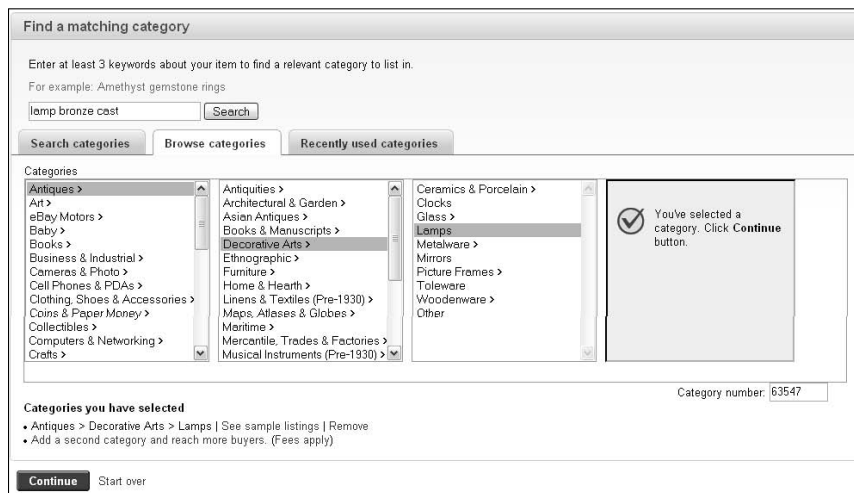 Find a matching category
Enter at least 3 keywords about your item to find a relevant category to list in.
For example: Amethyst gemstone rings
lamp bronze cast Search
Search categories Browse categories Recently used categories
Categories
Antiques >
Art >
eBay Motors >
Baby >
Books >
Business & Industrial >
Cameras & Photo >
Cell Phones & PDAs >
Clothing, Shoes & Accessories >
Coins & Paper Money >
Collectibles >
Computers & Networking >
Crafts >
Antiquities >
Architectural & Garden >
Asian Antiques >
Books & Manuscripts >
Decorative Arts >
Ethnographic >
Furniture >
Home & Hearth >
Linens & Textiles (Pre-1930) >
Maps, Atlases & Globes >
Maritime >
Mercantile, Trades & Factories >
Musical Instruments (Pre-1930) >
Ceramics & Porcelain >
Clocks
Glass >
Lamps
Metalware >
Mirrors
Picture Frames >
Toleware
Woodenware >
Other
You've selected a
category. Click Continue
button.
Category number: 63547
Categories you have selected
• Antiques > Decorative Arts > Lamps | See sample listings | Remove
• Add a second category and reach more buyers. (Fees apply)
Continue Start over